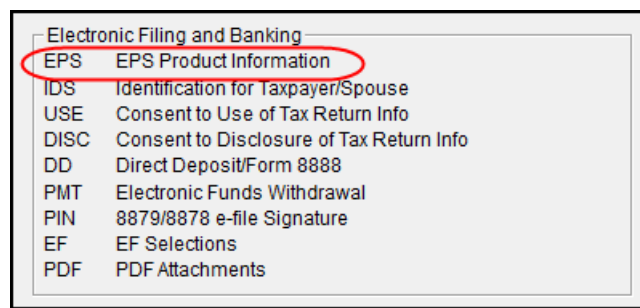 Electronic Filing and Banking
EPS EPS Product Information
IDS Identification for Taxpayer/Spouse
USE Consent to Use of Tax Return Info
DISC Consent to Disclosure of Tax Return Info
DD Direct Deposit/Form 8888
PMT Electronic Funds Withdrawal
PIN 8879/8878 e-file Signature
EF EF Selections
PDF PDF Attachments